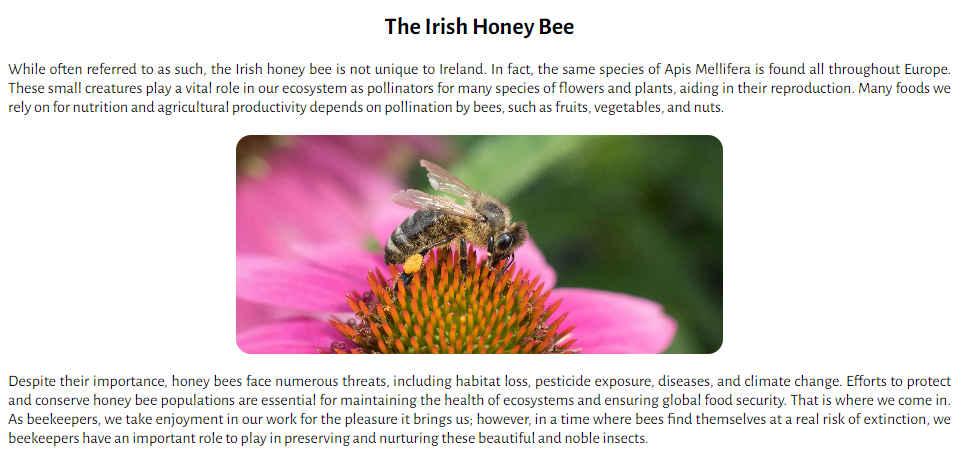 The Irish Honey Bee
While often referred to as such, the Irish honey bee is not unique to Ireland. In fact, the same species of Apis Mellifera is found all throughout Europe.
These small creatures play a vital role in our ecosystem as pollinators for many species of flowers and plants, aiding in their reproduction. Many foods we
rely on for nutrition and agricultural productivity depends on pollination by bees, such as fruits, vegetables, and nuts.
Despite their importance, honey bees face numerous threats, including habitat loss, pesticide exposure, diseases, and climate change. Efforts to protect
and conserve honey bee populations are essential for maintaining the health of ecosystems and ensuring global food security. That is where we come in.
As beekeepers, we take enjoyment in our work for the pleasure it brings us; however, in a time where bees find themselves at a real risk of extinction, we
beekeepers have an important role to play in preserving and nurturing these beautiful and noble insects.